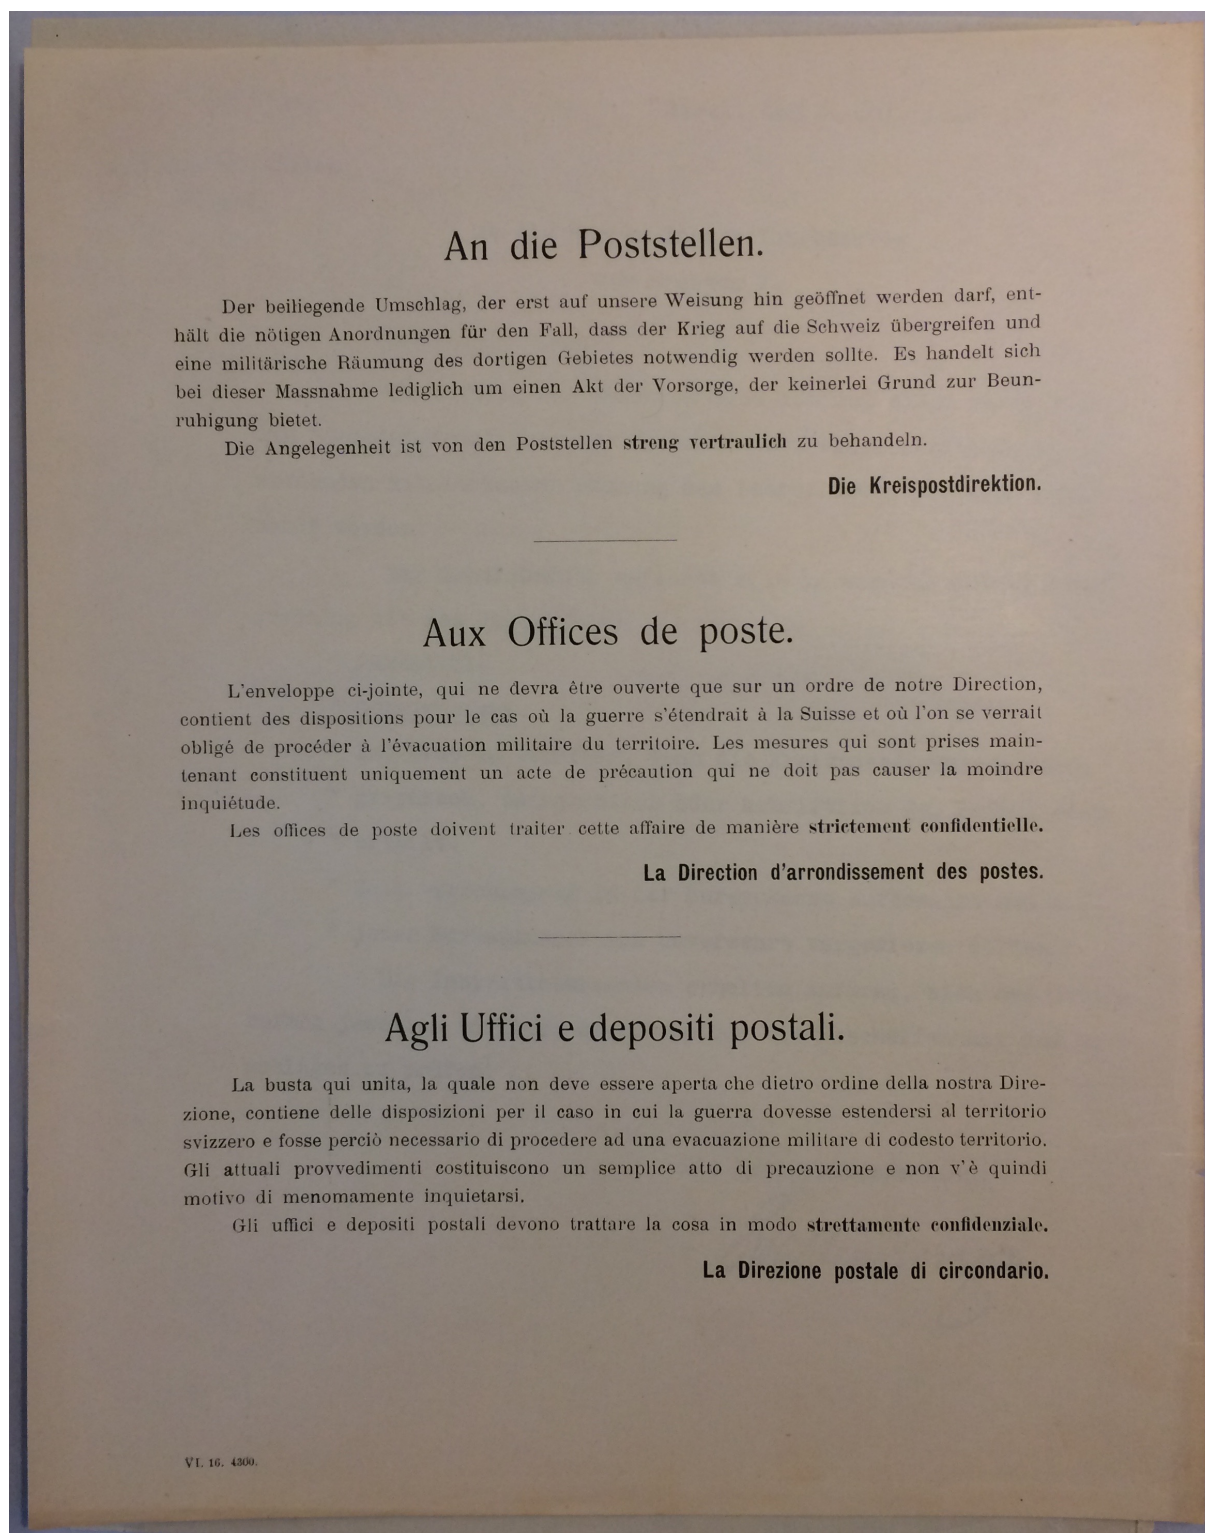 An die Poststellen.
Der beiliegende Umschlag, der erst auf unsere Weisung hin geöffnet werden darf, ent-
hält die nötigen Anordnungen für den Fall, dass der Krieg auf die Schweiz übergreifen und
eine militärische Räumung des dortigen Gebietes notwendig werden sollte. Es handelt sich
bei dieser Massnahme lediglich um einen Akt der Vorsorge, der keinerlei Grund zur Beun-
ruhigung bietet.
Die Angelegenheit ist von den Poststellen streng vertraulich zu behandeln.
Die Kreispostdirektion.
Aux Offices de poste.
L'enveloppe ci-jointe, qui ne devra être ouverte que sur un ordre de notre Direction,
contient des dispositions pour le cas où la guerre s'étendrait à la Suisse et où l'on se verrait
obligé de procéder à l'évacuation militaire du territoire. Les mesures qui sont prises main-
tenant constituent uniquement un acte de précaution qui ne doit pas causer la moindre
inquiétude.
Les offices de poste doivent traiter cette affaire de manière strictement confidentielle.
La Direction d'arrondissement des postes.
Agli Uffici e depositi postali.
La busta qui unita, la quale non deve essere aperta che dietro ordine della nostra Dire-
zione, contiene delle disposizioni per il caso in cui la guerra dovesse estendersi al territorio
svizzero e fosse perciò necessario di procedere ad una evacuazione militare di codesto territorio.
Gli attuali provvedimenti costituiscono un semplice atto di precauzione e non v'è quindi
motivo di menomamente inquietarsi.
Gli uffici e depositi postali devono trattare la cosa in modo strettamente confidenziale.
La Direzione postale di circondario.
VI. 16. 4300.